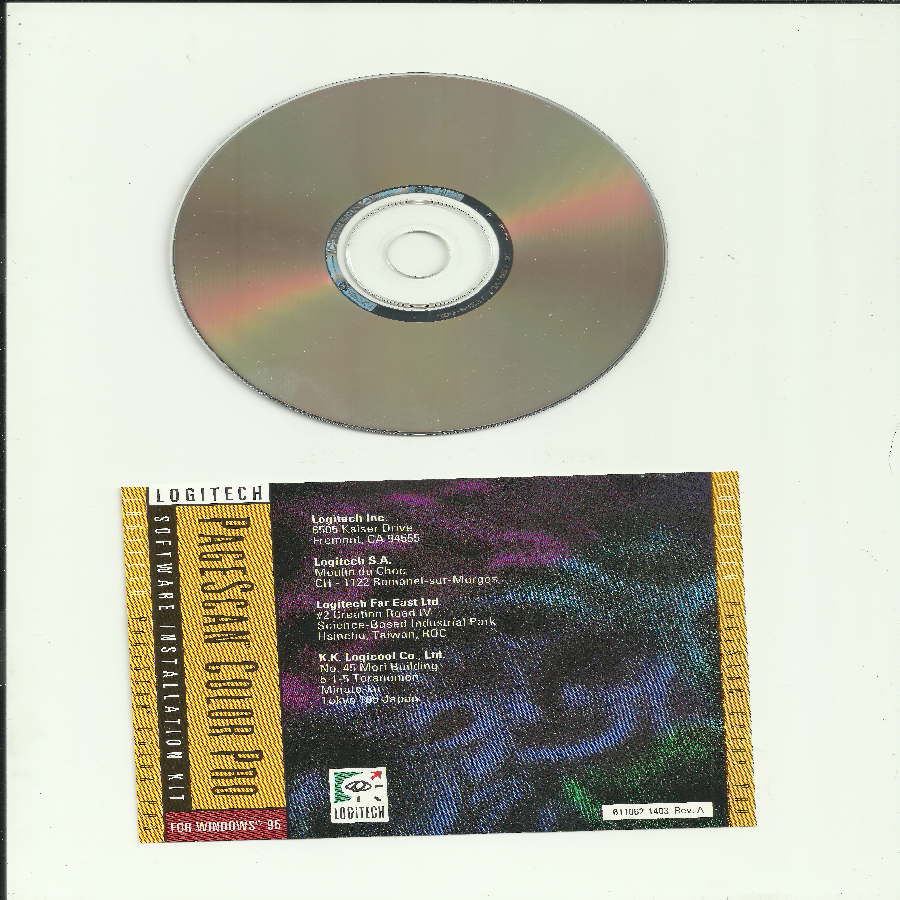 LOGITECH
SOFTWARE INSTALLATION KIT
PAGESCAN COLOR PRO
FOR WINDOWS™ 95
Logitech Inc.
6505 Kaiser Drive
Fremont, CA 94555
Logitech S.A.
Moulin du Choc
CH - 1122 Romanel-sur-Morges
Logitech Far East Ltd.
#2 Creation Road IV
Science-Based Industrial Park
Hsinchu, Taiwan, ROC
K.K. Logicool Co., Ltd.
No. 45 Mori Building
5-1-5 Toranomon
Minato-ku
Tokyo 105 Japan
LOGITECH
011062-1403 Rev. A